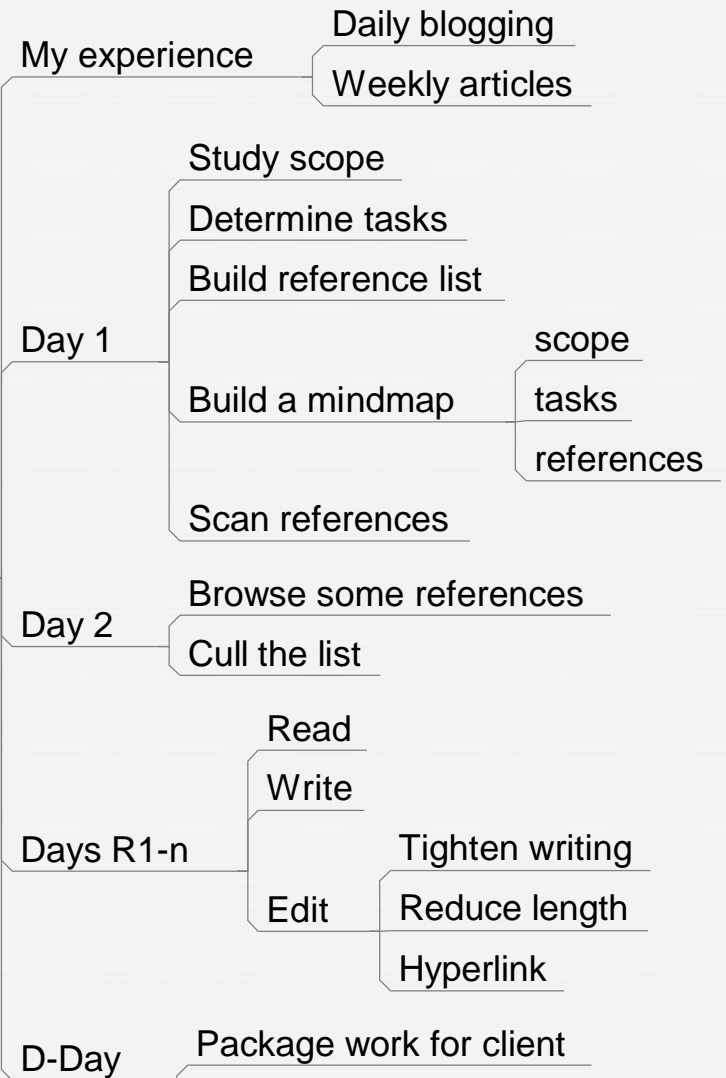 My experience
Daily blogging
Weekly articles
Day 1
Study scope
Determine tasks
Build reference list
Build a mindmap
scope
tasks
references
Scan references
Day 2
Browse some references
Cull the list
Days R1-n
Read
Write
Edit
Tighten writing
Reduce length
Hyperlink
D-Day
Package work for client